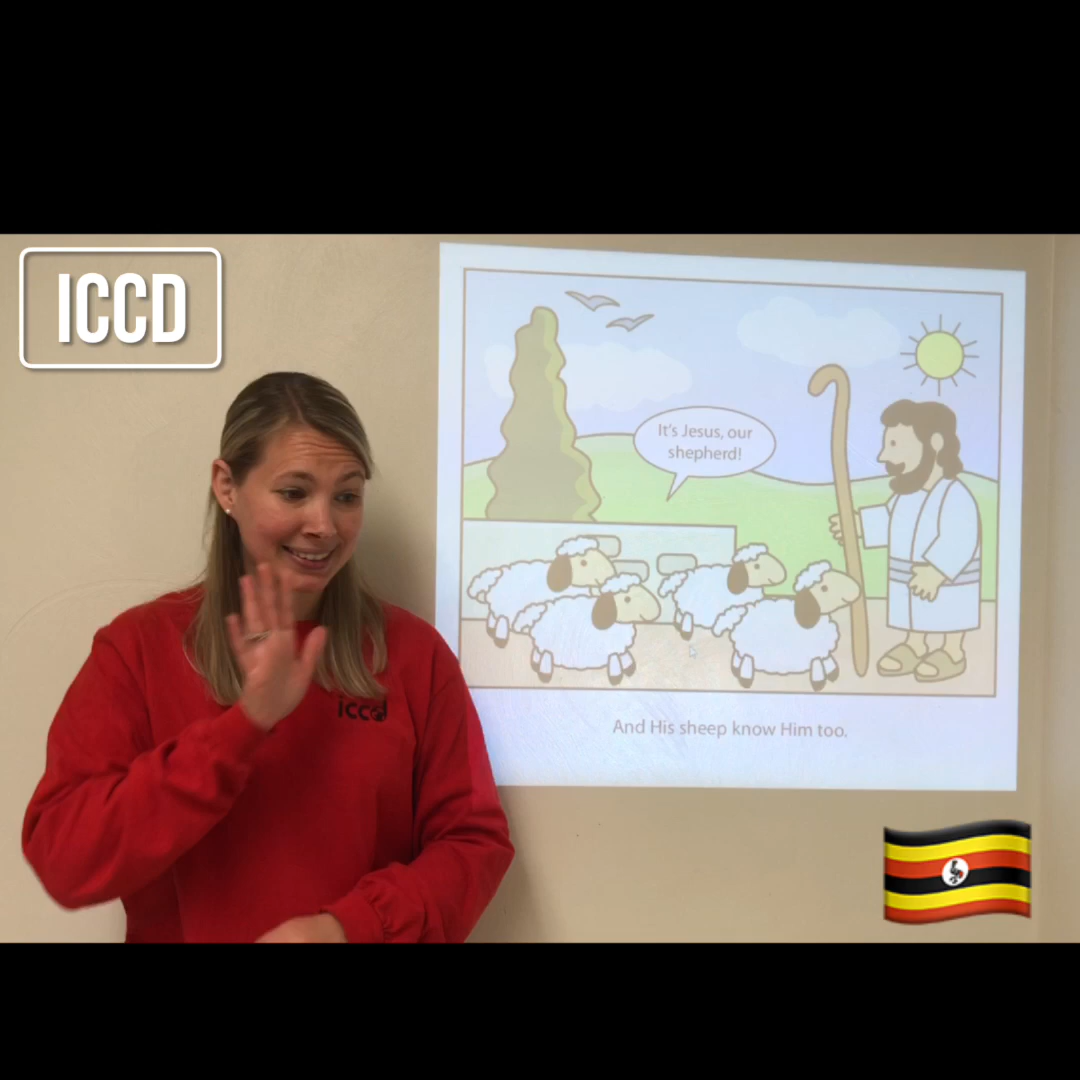 ICCD
It's Jesus, our
shepherd!
iccd
And His sheep know Him too.